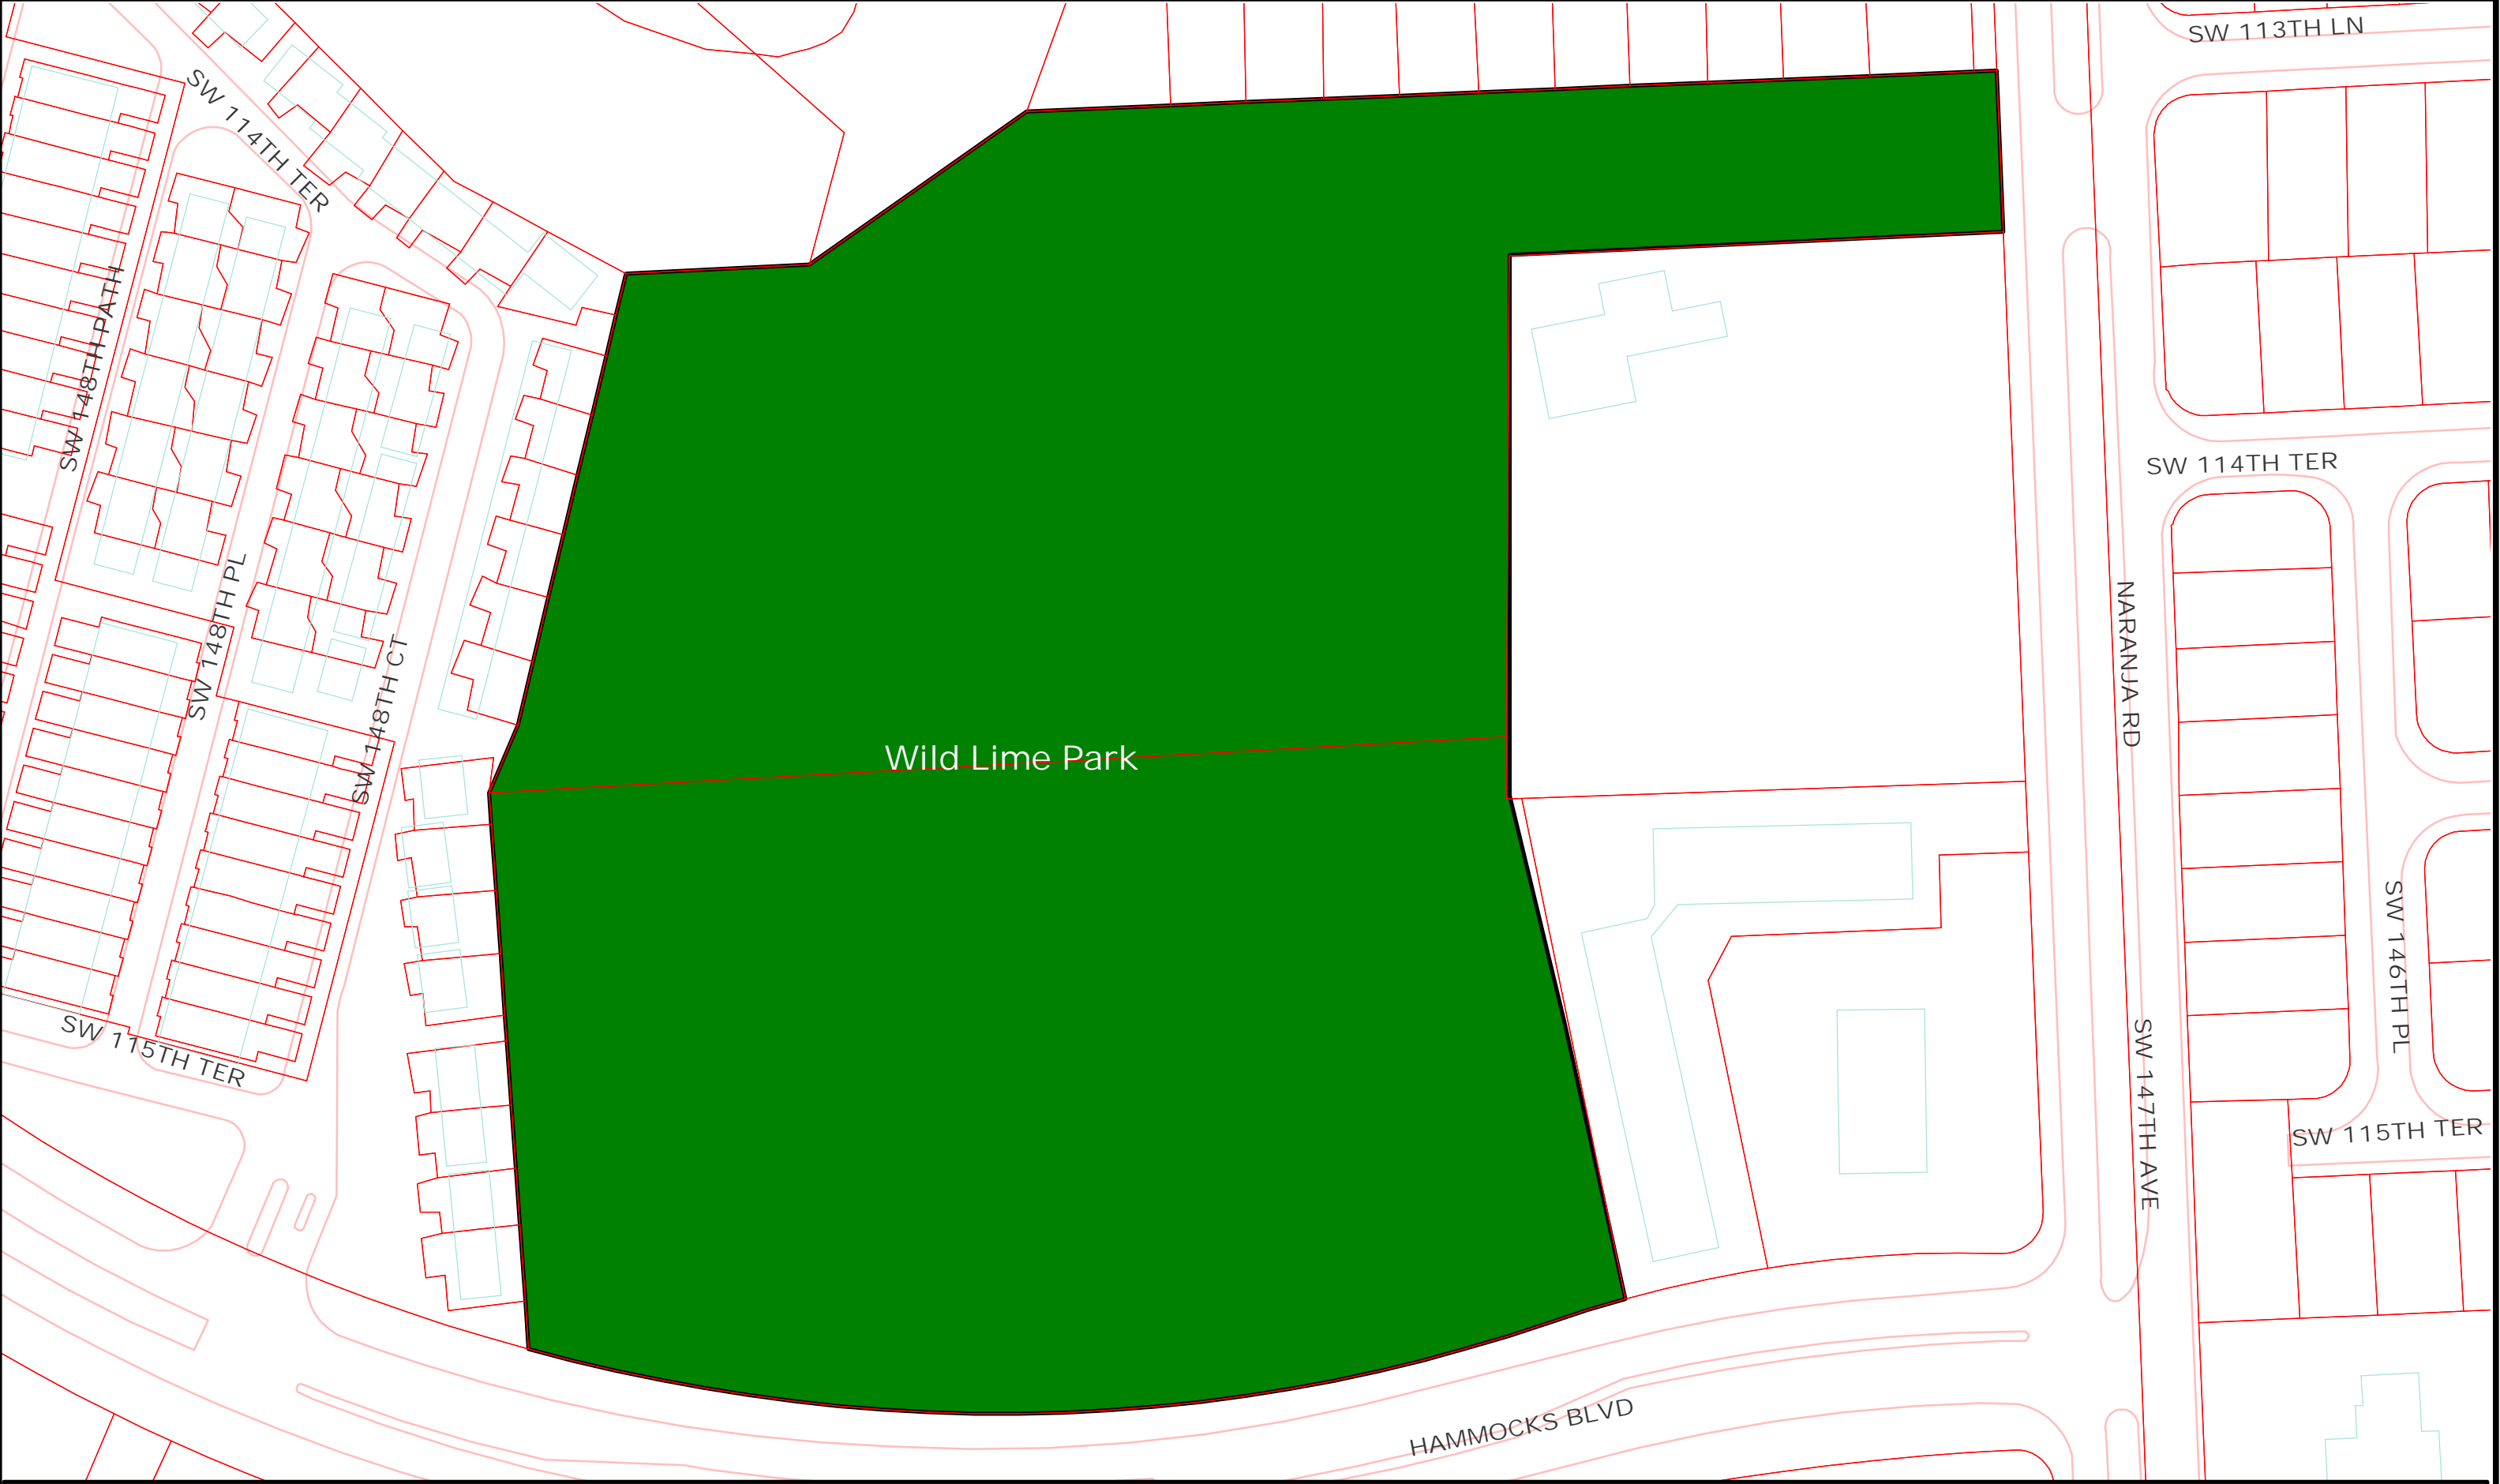 SW 113TH LN
SW 114TH TER
SW 148TH PATH
SW 114TH TER
SW 148TH PL
NARANJA RD
SW 148TH CT
Wild Lime Park
SW 146TH PL
SW 115TH TER
SW 147TH AVE
SW 115TH TER
HAMMOCKS BLVD